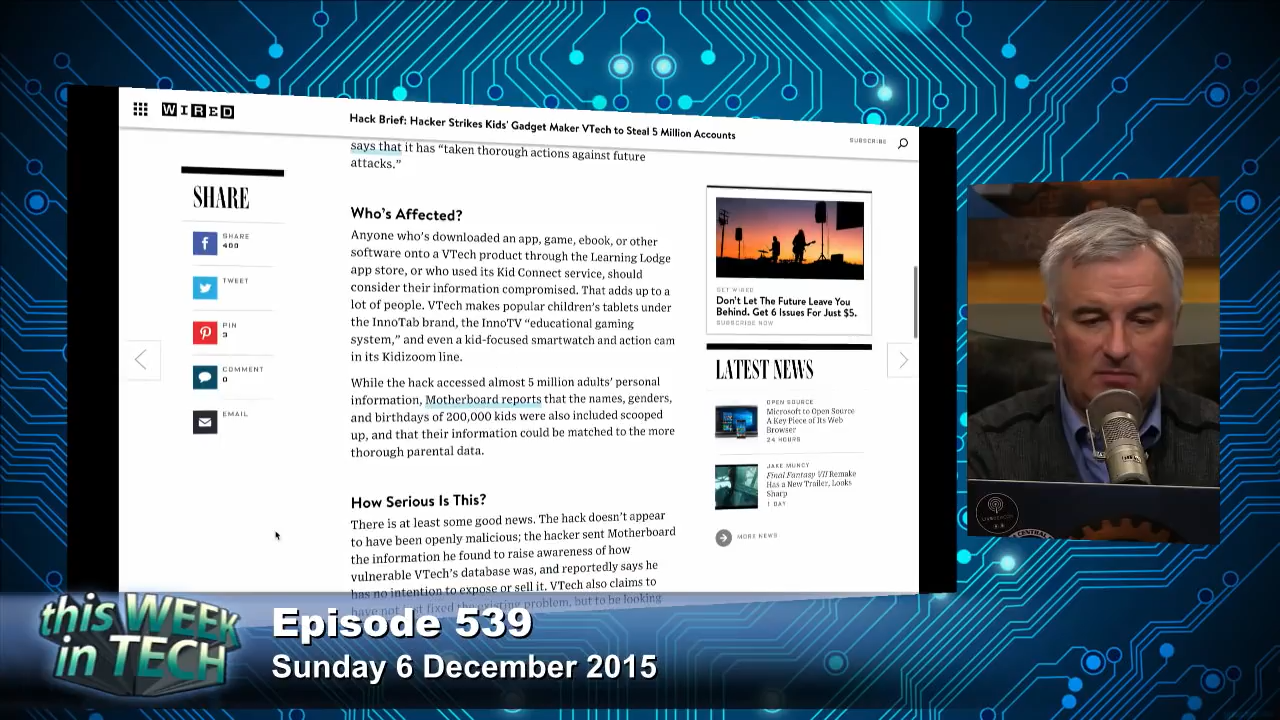 WIRED
Hack Brief: Hacker Strikes Kids' Gadget Maker VTech to Steal 5 Million Accounts
SUBSCRIBE
says that it has “taken thorough actions against future
attacks.”
SHARE
SHARE
400
TWEET
PIN
3
COMMENT
0
EMAIL
Who's Affected?
Anyone who's downloaded an app, game, ebook, or other
software onto a VTech product through the Learning Lodge
app store, or who used its Kid Connect service, should
consider their information compromised. That adds up to a
lot of people. VTech makes popular children's tablets under
the InnoTab brand, the InnoTV “educational gaming
system,” and even a kid-focused smartwatch and action cam
in its Kidizoom line.
While the hack accessed almost 5 million adults' personal
information, Motherboard reports that the names, genders,
and birthdays of 200,000 kids were also included scooped
up, and that their information could be matched to the more
thorough parental data.
How Serious Is This?
There is at least some good news. The hack doesn't appear
to have been openly malicious; the hacker sent Motherboard
the information he found to raise awareness of how
vulnerable VTech's database was, and reportedly says he
has no intention to expose or sell it. VTech also claims to
have not just fixed the existing problem, but to be looking
GET WIRED
Don't Let The Future Leave You
Behind. Get 6 Issues For Just $5.
SUBSCRIBE NOW
LATEST NEWS
OPEN SOURCE
Microsoft to Open Source
A Key Piece of Its Web
Browser
24 HOURS
JAKE MUNCY
Final Fantasy VII Remake
Has a New Trailer, Looks
Sharp
1 DAY
MORE NEWS
this WEEK
in TECH
Episode 539
Sunday 6 December 2015